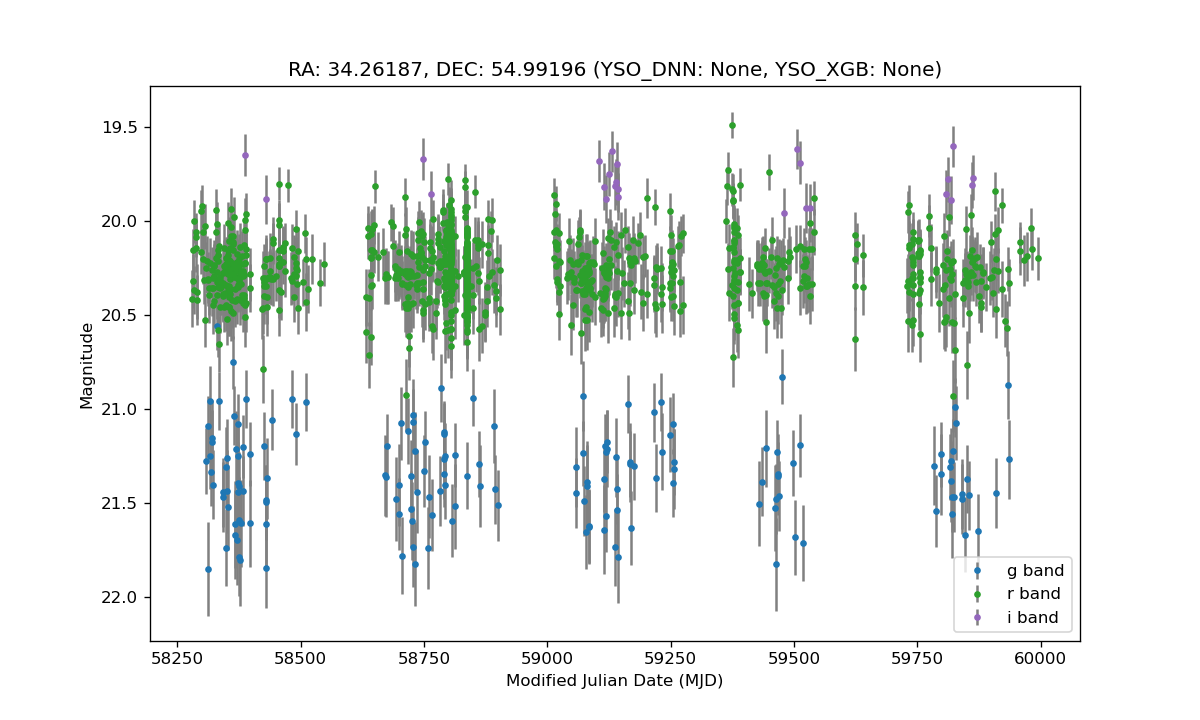 RA: 34.26187, DEC: 54.99196 (YSO_DNN: None, YSO_XGB: None)
19.5
20.0
20.5
21.0
21.5
22.0
Magnitude
58250
58500
58750
59000
59250
59500
59750
60000
Modified Julian Date (MJD)
g band
r band
i band